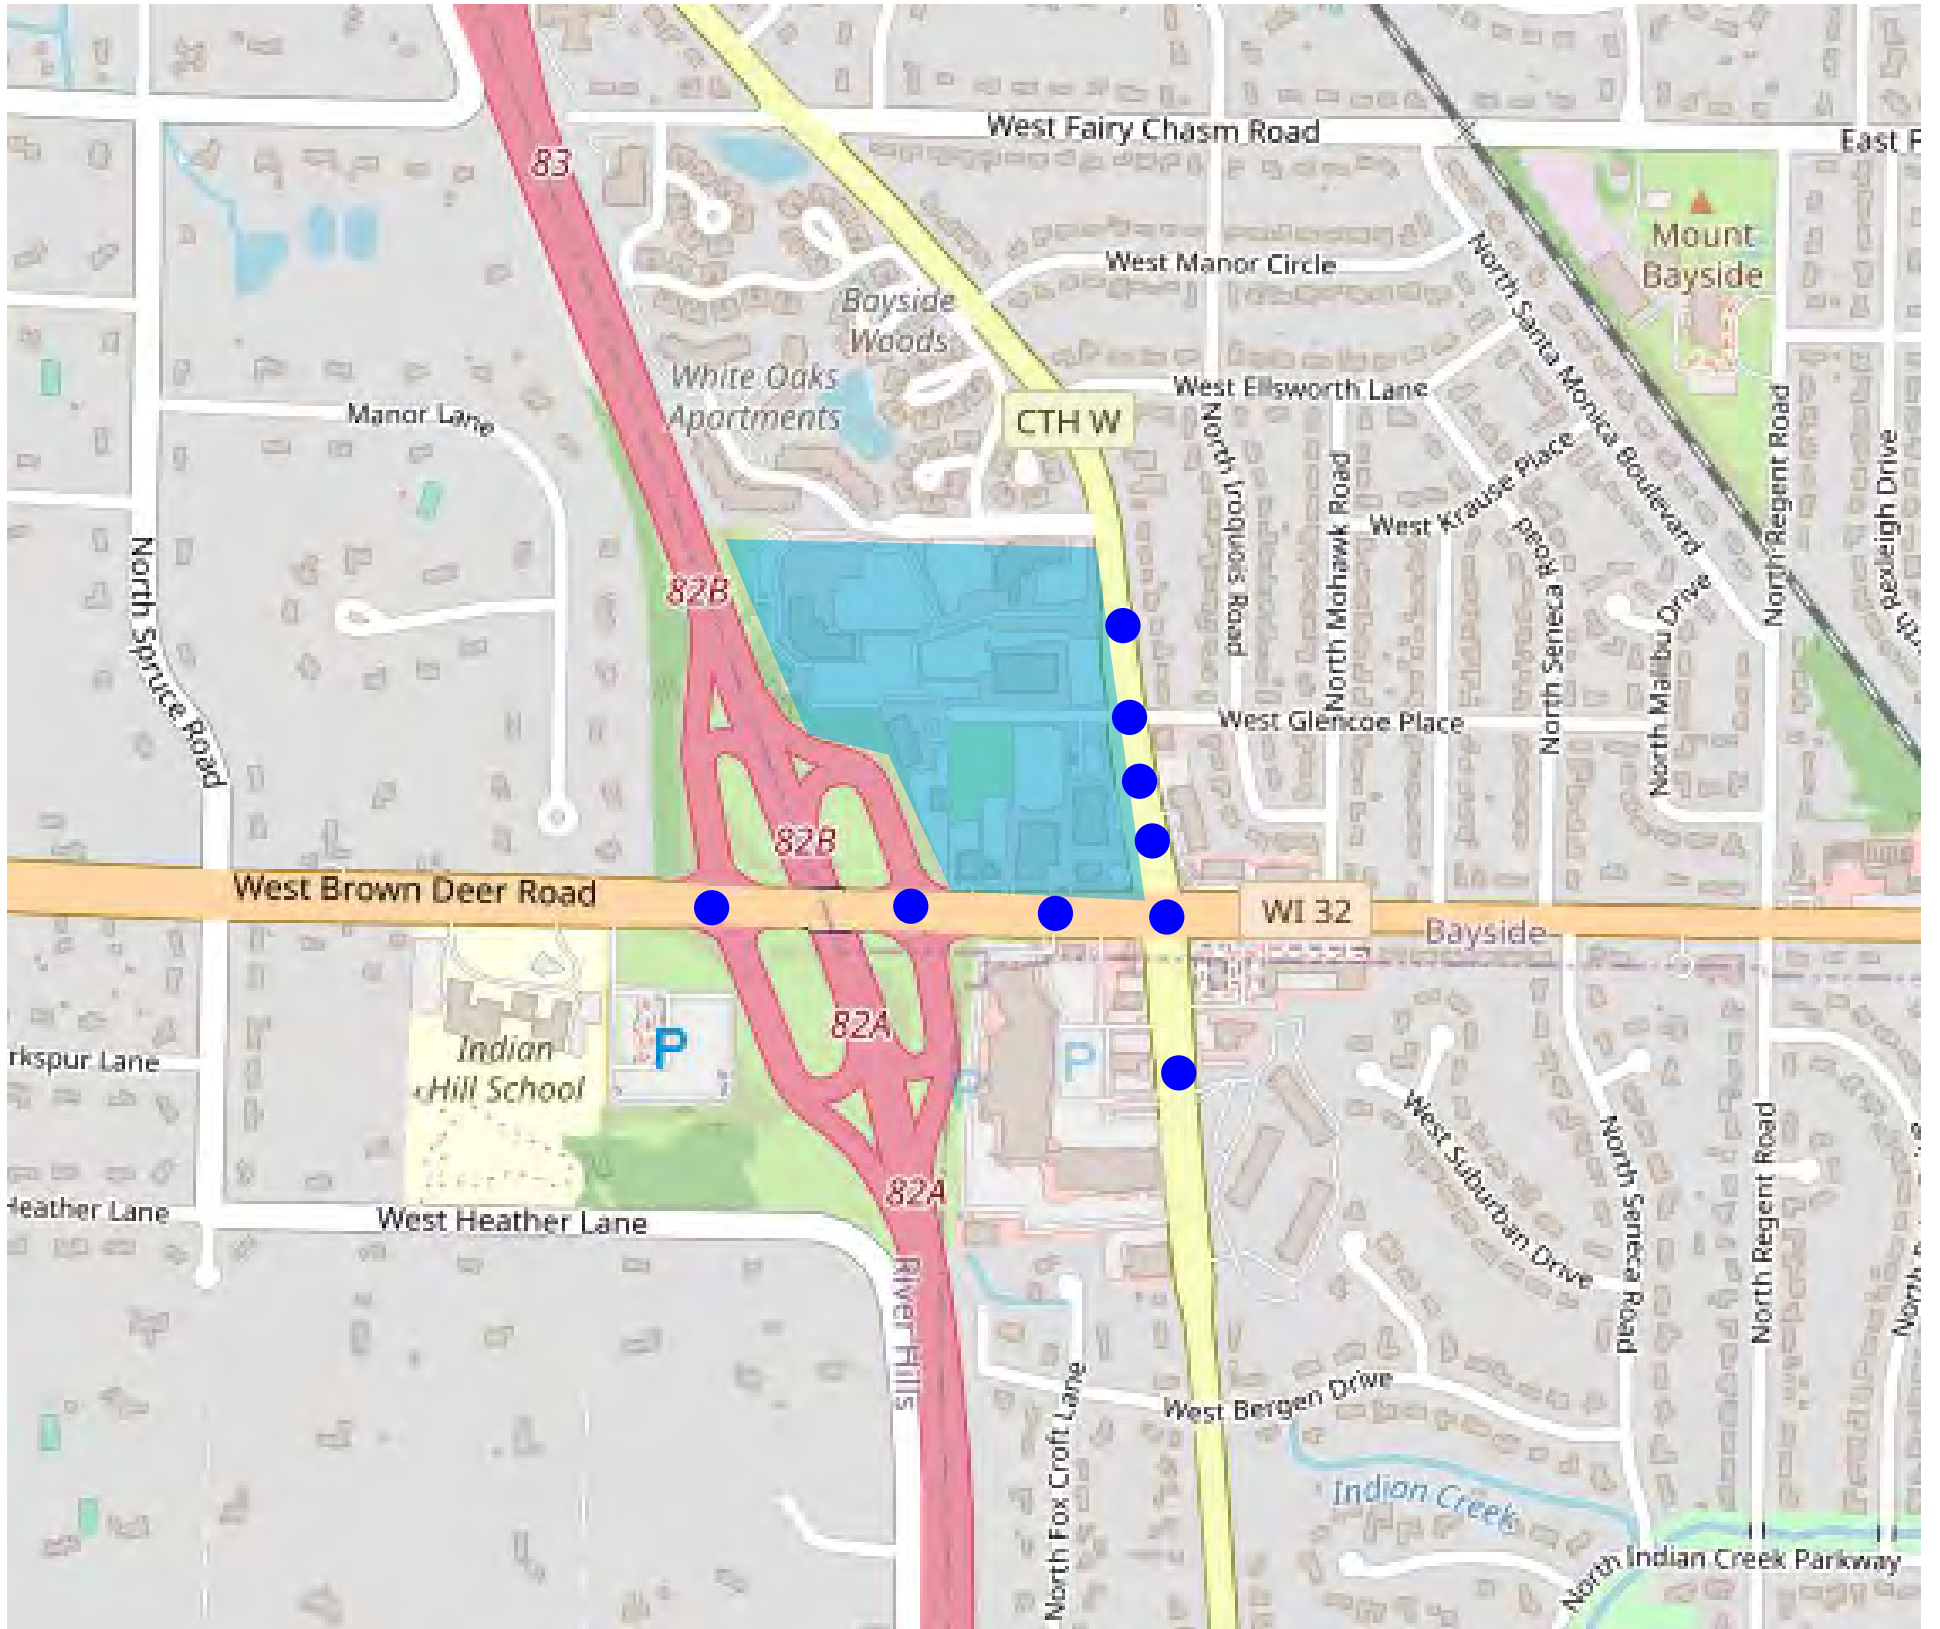 West Fairy Chasm Road
East F
83
Mount
Bayside
West Manor Circle
North Santa Monica Boulevard
Bayside
Woods
White Oaks
Apartments
West Ellsworth Lane
CTH W
Manor Lane
North Iroquois Road
North Mohawk Road
West Krause Place
North Regent Road
North Rexleigh Drive
North Spruce Road
82B
North Seneca Road
North Malibu Drive
West Glencoe Place
82B
West Brown Deer Road
WI 32
Bayside
82A
Indian
Hill School
P
P
P
rkspur Lane
West Suburban Drive
North Seneca Road
North Regent Road
82A
Heather Lane
West Heather Lane
River Hills
West Bergen Drive
North Fox Croft Lane
Indian Creek
North Indian Creek Parkway